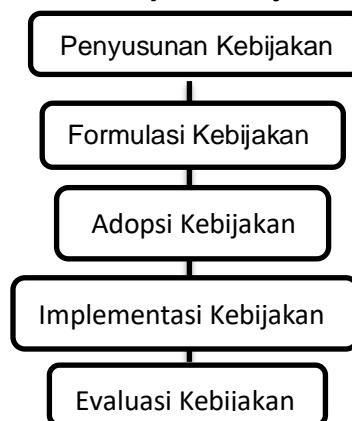 Penyusunan Kebijakan
Formulasi Kebijakan
Adopsi Kebijakan
Implementasi Kebijakan
Evaluasi Kebijakan